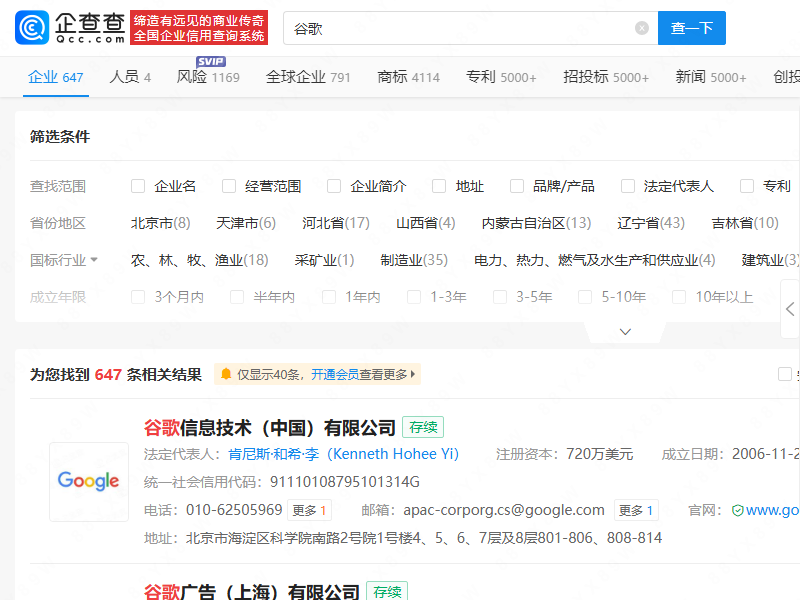 企查查
Qcc.com
缔造有远见的商业传奇
全国企业信用查询系统
谷歌
查一下
企业 647 人员 4 风险 1169 SVIP 全球企业 791 商标 4114 专利 5000+ 招投标 5000+ 新闻 5000+ 创投
筛选条件
查找范围 企业名 经营范围 企业简介 地址 品牌/产品 法定代表人 专利
省份地区 北京市(8) 天津市(6) 河北省(17) 山西省(4) 内蒙古自治区(13) 辽宁省(43) 吉林省(10)
国标行业 农、林、牧、渔业(18) 采矿业(1) 制造业(35) 电力、热力、燃气及水生产和供应业(4) 建筑业(3)
成立年限 3个月内 半年内 1年内 1-3年 3-5年 5-10年 10年以上
为您找到 647 条相关结果 仅显示40条，开通会员查看更多
谷歌信息技术（中国）有限公司 存续
法定代表人：肯尼斯·和希·李（Kenneth Hohee Yi） 注册资本：720万美元 成立日期：2006-11-2
统一社会信用代码：91110108795101314G
电话：010-62505969 更多 1 邮箱：apac-corporg.cs@google.com 更多 1 官网：www.go
地址：北京市海淀区科学院南路2号院1号楼4、5、6、7层及8层801-806、808-814
Google
谷歌广告（上海）有限公司 存续